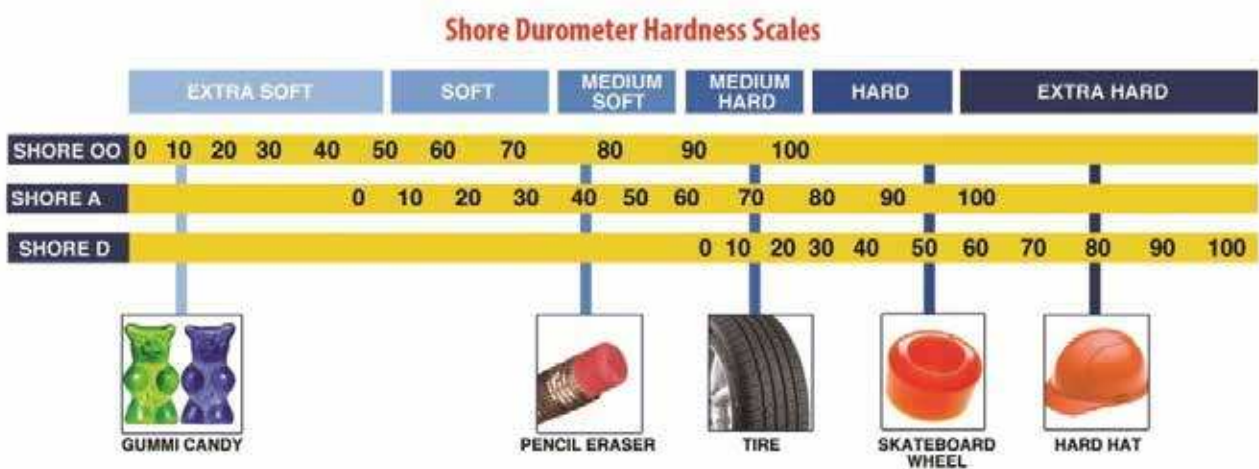 Shore Durometer Hardness Scales
EXTRA SOFT SOFT MEDIUM SOFT MEDIUM HARD HARD EXTRA HARD
SHORE OO 0 10 20 30 40 50 60 70 80 90 100
SHORE A 0 10 20 30 40 50 60 70 80 90 100
SHORE D 0 10 20 30 40 50 60 70 80 90 100
GUMMI CANDY PENCIL ERASER TIRE SKATEBOARD WHEEL HARD HAT